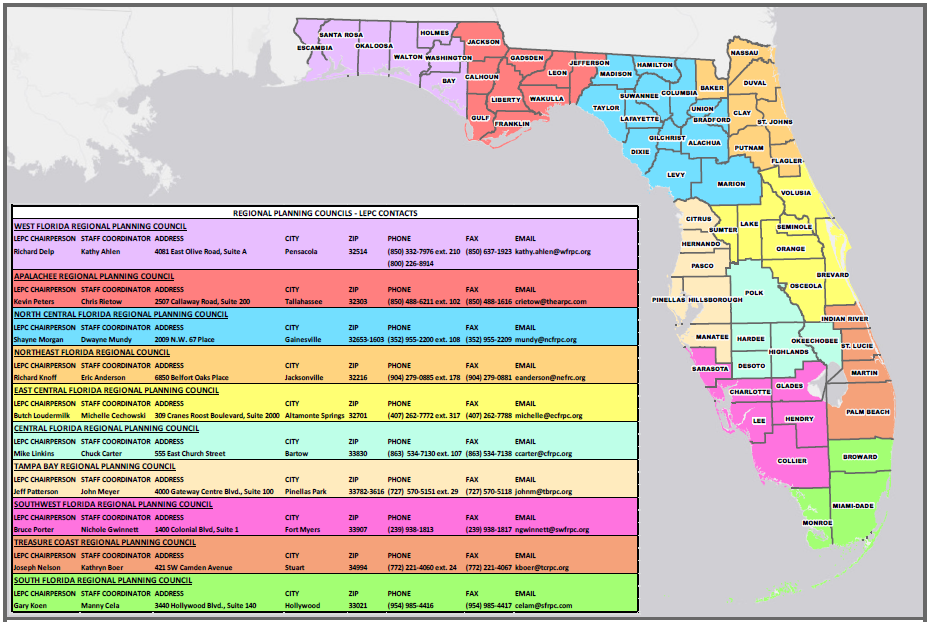 HOLMES
JACKSON
SANTA ROSA
ESCAMBIA
OKALOOSA
WALTON
WASHINGTON
BAY
CALHOUN
GADSDEN
LEON
JEFFERSON
LIBERTY
WAKULLA
GULF
FRANKLIN
MADISON
HAMILTON
TAYLOR
SUWANNEE
COLUMBIA
BAKER
NASSAU
DUVAL
LAFAYETTE
UNION
BRADFORD
CLAY
ST. JOHNS
GILCHRIST
ALACHUA
DIXIE
PUTNAM
FLAGLER
LEVY
MARION
VOLUSIA
CITRUS
SUMTER
LAKE
SEMINOLE
HERNANDO
ORANGE
PASCO
BREVARD
OSCEOLA
POLK
PINELLAS
HILLSBOROUGH
INDIAN RIVER
MANATEE
HARDEE
OKEECHOBEE
HIGHLANDS
ST. LUCIE
SARASOTA
DESOTO
MARTIN
CHARLOTTE
GLADES
LEE
HENDRY
PALM BEACH
COLLIER
BROWARD
MONROE
MIAMI-DADE
REGIONAL PLANNING COUNCILS - LEPC CONTACTS
WEST FLORIDA REGIONAL PLANNING COUNCIL
LEPC CHAIRPERSON STAFF COORDINATOR ADDRESS CITY ZIP PHONE FAX EMAIL
Richard Delp Kathy Ahlen 4081 East Olive Road, Suite A Pensacola 32514 (850) 332-7976 ext. 210 (850) 637-1923 kathy.ahlen@wfrpc.org
(800) 226-8914
APALACHEE REGIONAL PLANNING COUNCIL
LEPC CHAIRPERSON STAFF COORDINATOR ADDRESS CITY ZIP PHONE FAX EMAIL
Kevin Peters Chris Rietow 2507 Callaway Road, Suite 200 Tallahassee 32303 (850) 488-6211 ext. 102 (850) 488-1616 crietow@thearpc.com
NORTH CENTRAL FLORIDA REGIONAL PLANNING COUNCIL
LEPC CHAIRPERSON STAFF COORDINATOR ADDRESS CITY ZIP PHONE FAX EMAIL
Shayne Morgan Dwayne Mundy 2009 N.W. 67 Place Gainesville 32653-1603 (352) 955-2200 ext. 108 (352) 955-2209 mundy@ncfrpc.org
NORTHEAST FLORIDA REGIONAL COUNCIL
LEPC CHAIRPERSON STAFF COORDINATOR ADDRESS CITY ZIP PHONE FAX EMAIL
Richard Knoff Eric Anderson 6850 Belfort Oaks Place Jacksonville 32216 (904) 279-0885 ext. 178 (904) 279-0881 eanderson@nefrc.org
EAST CENTRAL FLORIDA REGIONAL PLANNING COUNCIL
LEPC CHAIRPERSON STAFF COORDINATOR ADDRESS CITY ZIP PHONE FAX EMAIL
Butch Loudermilk Michelle Cechowski 309 Cranes Roost Boulevard, Suite 2000 Altamonte Springs 32701 (407) 262-7772 ext. 317 (407) 262-7788 michelle@ecfrpc.org
CENTRAL FLORIDA REGIONAL PLANNING COUNCIL
LEPC CHAIRPERSON STAFF COORDINATOR ADDRESS CITY ZIP PHONE FAX EMAIL
Mike Linkins Chuck Carter 555 East Church Street Bartow 33830 (863) 534-7130 ext. 107 (863) 534-7138 ccarter@cfrpc.org
TAMPA BAY REGIONAL PLANNING COUNCIL
LEPC CHAIRPERSON STAFF COORDINATOR ADDRESS CITY ZIP PHONE FAX EMAIL
Jeff Patterson John Meyer 4000 Gateway Centre Blvd., Suite 100 Pinellas Park 33782-3616 (727) 570-5151 ext. 29 (727) 570-5118 johnm@tbrpc.org
SOUTHWEST FLORIDA REGIONAL PLANNING COUNCIL
LEPC CHAIRPERSON STAFF COORDINATOR ADDRESS CITY ZIP PHONE FAX EMAIL
Bruce Porter Nichole Gwinnett 1400 Colonial Blvd, Suite 1 Fort Myers 33907 (239) 938-1813 (239) 938-1817 ngwinnett@swfrpc.org
TREASURE COAST REGIONAL PLANNING COUNCIL
LEPC CHAIRPERSON STAFF COORDINATOR ADDRESS CITY ZIP PHONE FAX EMAIL
Joseph Nelson Kathryn Boer 421 SW Camden Avenue Stuart 34994 (772) 221-4060 ext. 24 (772) 221-4067 kboer@tcrpc.org
SOUTH FLORIDA REGIONAL PLANNING COUNCIL
LEPC CHAIRPERSON STAFF COORDINATOR ADDRESS CITY ZIP PHONE FAX EMAIL
Gary Koen Manny Cela 3440 Hollywood Blvd., Suite 140 Hollywood 33021 (954) 985-4416 (954) 985-4417 celam@sfrpc.com